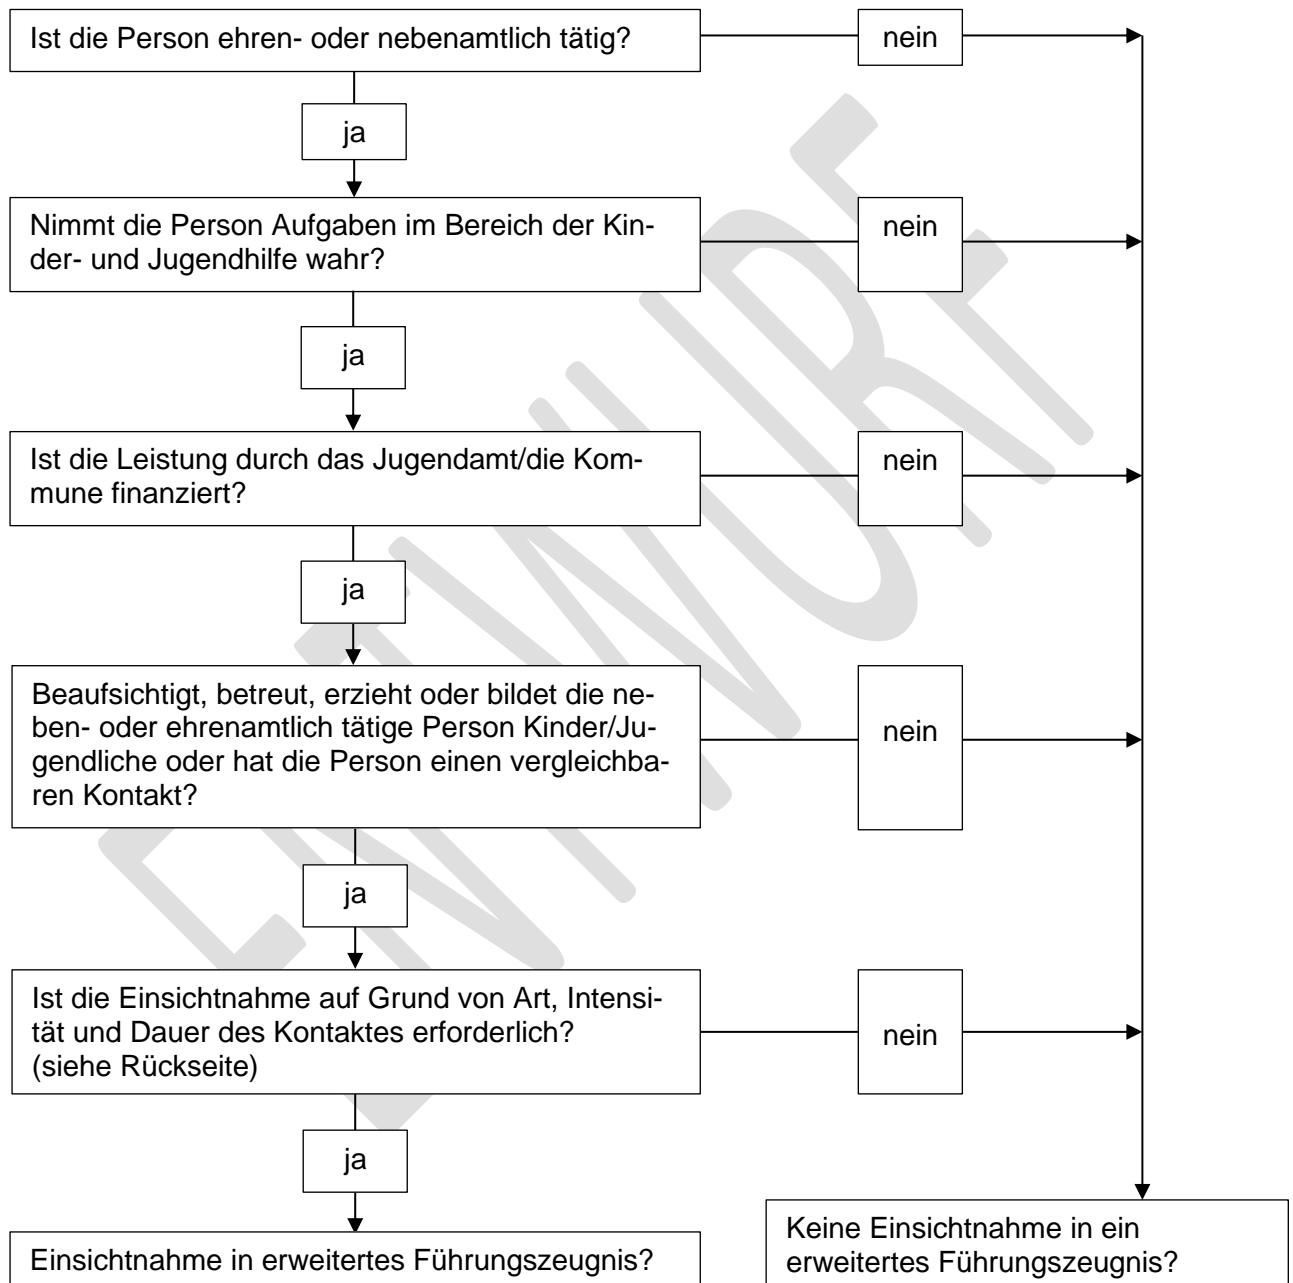 Ist die Person ehren- oder nebenamtlich tätig?
nein
ja
Nimmt die Person Aufgaben im Bereich der Kin-
der- und Jugendhilfe wahr?
nein
ja
Ist die Leistung durch das Jugendamt/die Kom-
mune finanziert?
nein
ja
Beaufsichtigt, betreut, erzieht oder bildet die ne-
ben- oder ehrenamtlich tätige Person Kinder/Ju-
gendliche oder hat die Person einen vergleichba-
ren Kontakt?
nein
ja
Ist die Einsichtnahme auf Grund von Art, Intensi-
tät und Dauer des Kontaktes erforderlich?
(siehe Rückseite)
nein
ja
Einsichtnahme in erweitertes Führungszeugnis?
Keine Einsichtnahme in ein
erweitertes Führungszeugnis?
ENTWURF